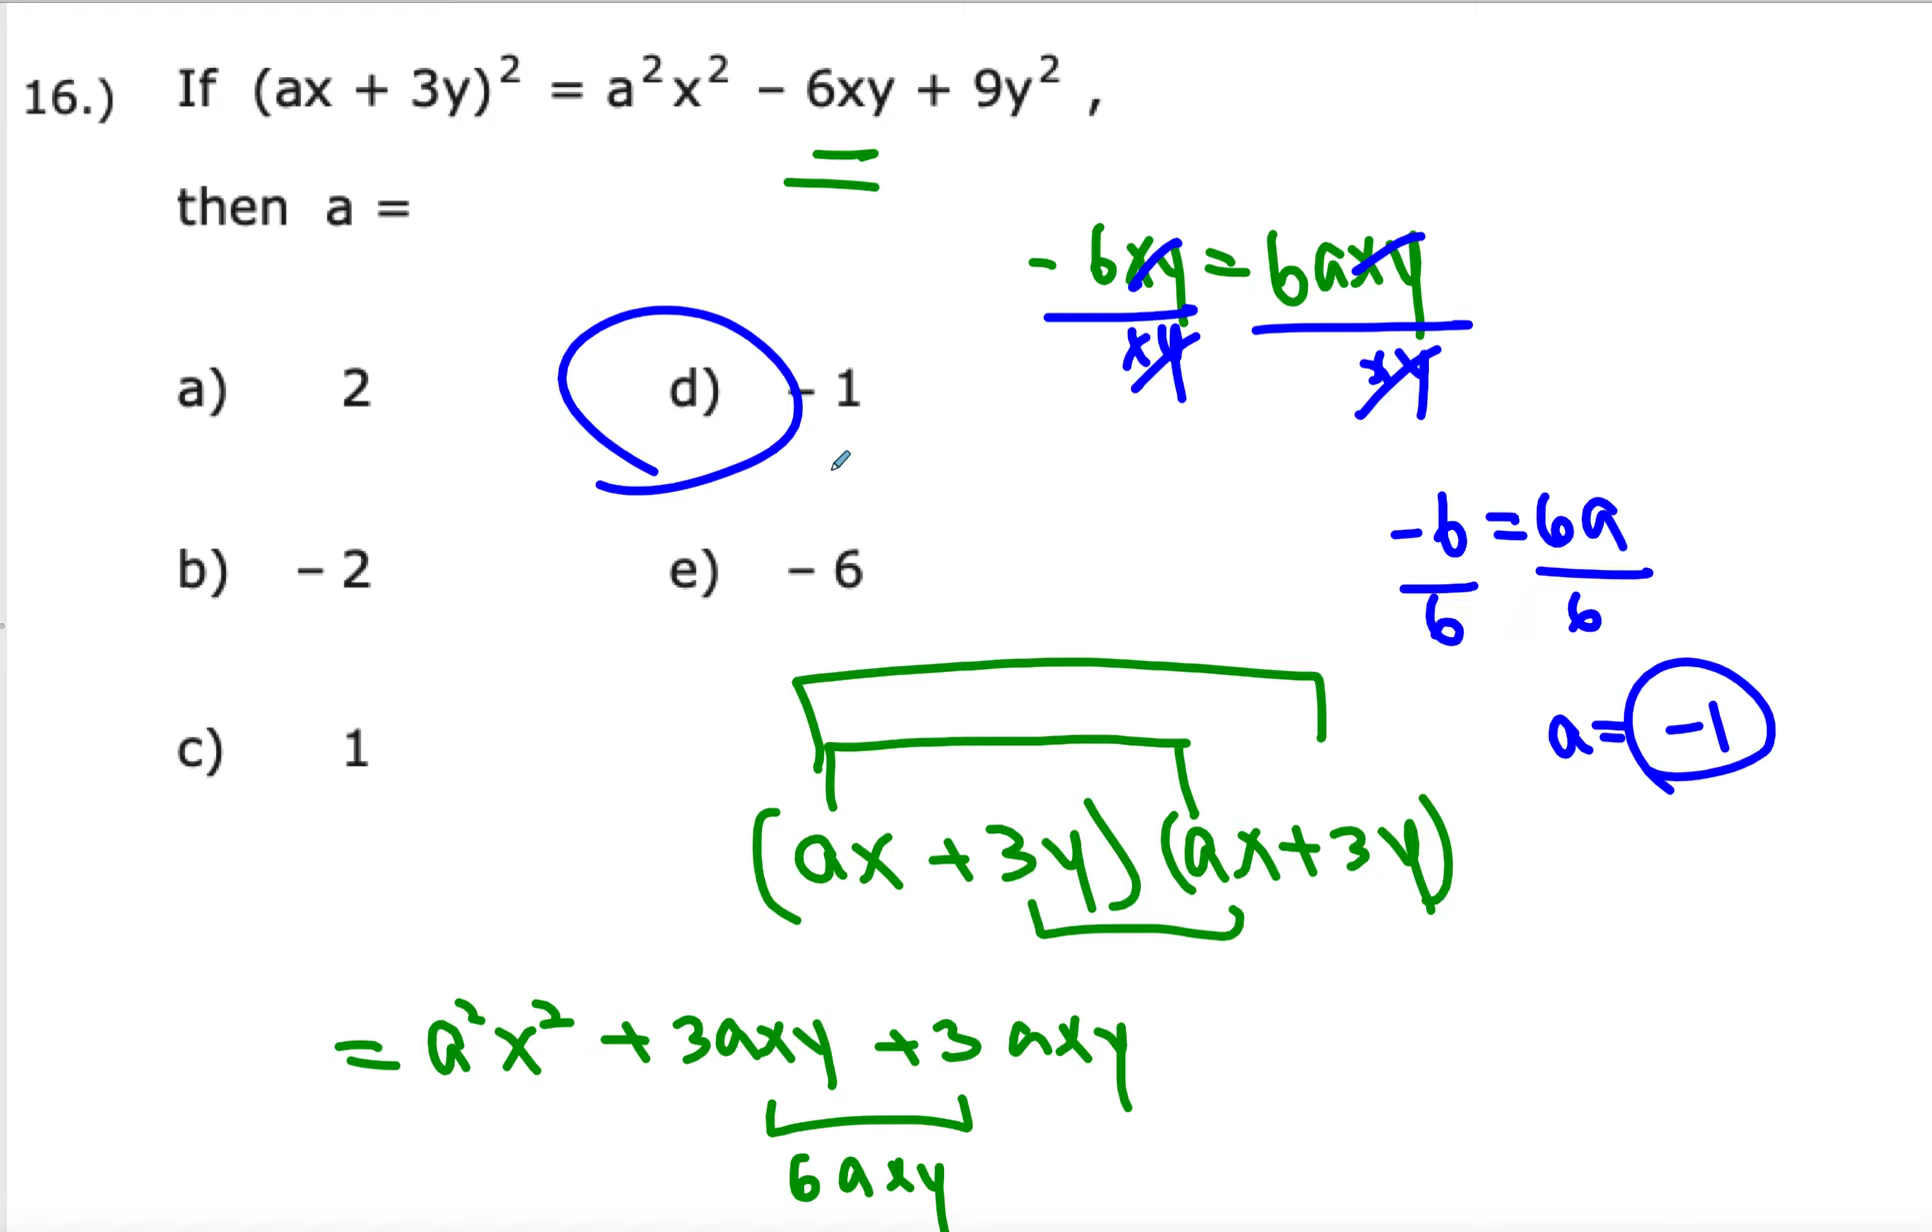 16.) If (ax + 3y)² = a²x² – 6xy + 9y² ,
then a =
a) 2
d) – 1
b) – 2
e) – 6
c) 1
- 6xy = 6axy
xy xy
-6 = 6a
6 6
a = -1
(ax + 3y)(ax+3y)
= a²x² + 3axy + 3axy
6axy